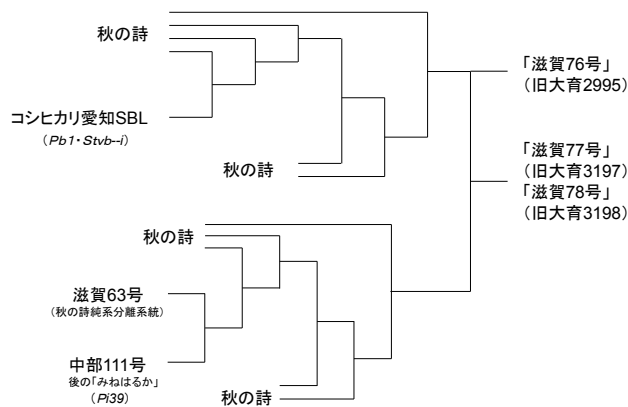 秋の詩
コシヒカリ愛知SBL
（Pb1・Stvb--i）
秋の詩
「滋賀76号」
（旧大育2995）
「滋賀77号」
（旧大育3197）
「滋賀78号」
（旧大育3198）
秋の詩
滋賀63号
（秋の詩純系分離系統）
中部111号
後の「みねはるか」
（Pi39）
秋の詩